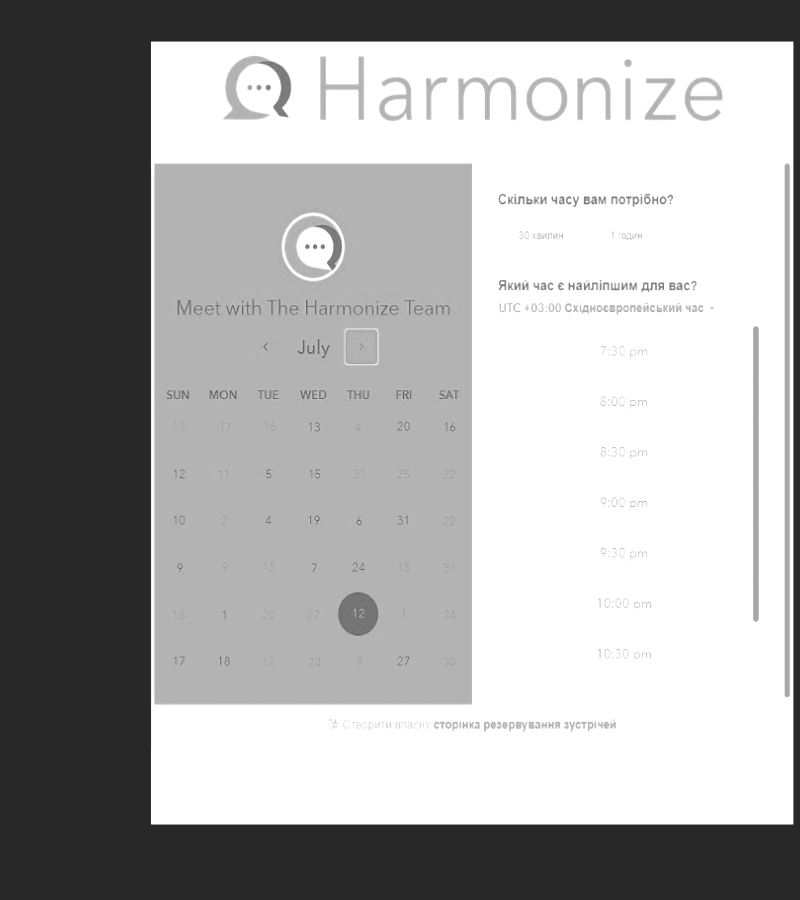 Harmonize
Meet with The Harmonize Team
‹ July ›
SUN MON TUE WED THU FRI SAT
15 17 16 13 4 20 16
12 11 5 15 31 25 22
10 2 4 19 6 31 22
9 9 13 7 24 15 31
18 1 20 27 12 1 24
17 18 12 24 9 27 30
Скільки часу вам потрібно?
30 хвилин 1 годин
Який час є найліпшим для вас?
UTC +03:00 Східноєвропейський час
7:30 pm
8:00 pm
8:30 pm
9:00 pm
9:30 pm
10:00 pm
10:30 pm
Створити власну сторінка резервування зустрічей